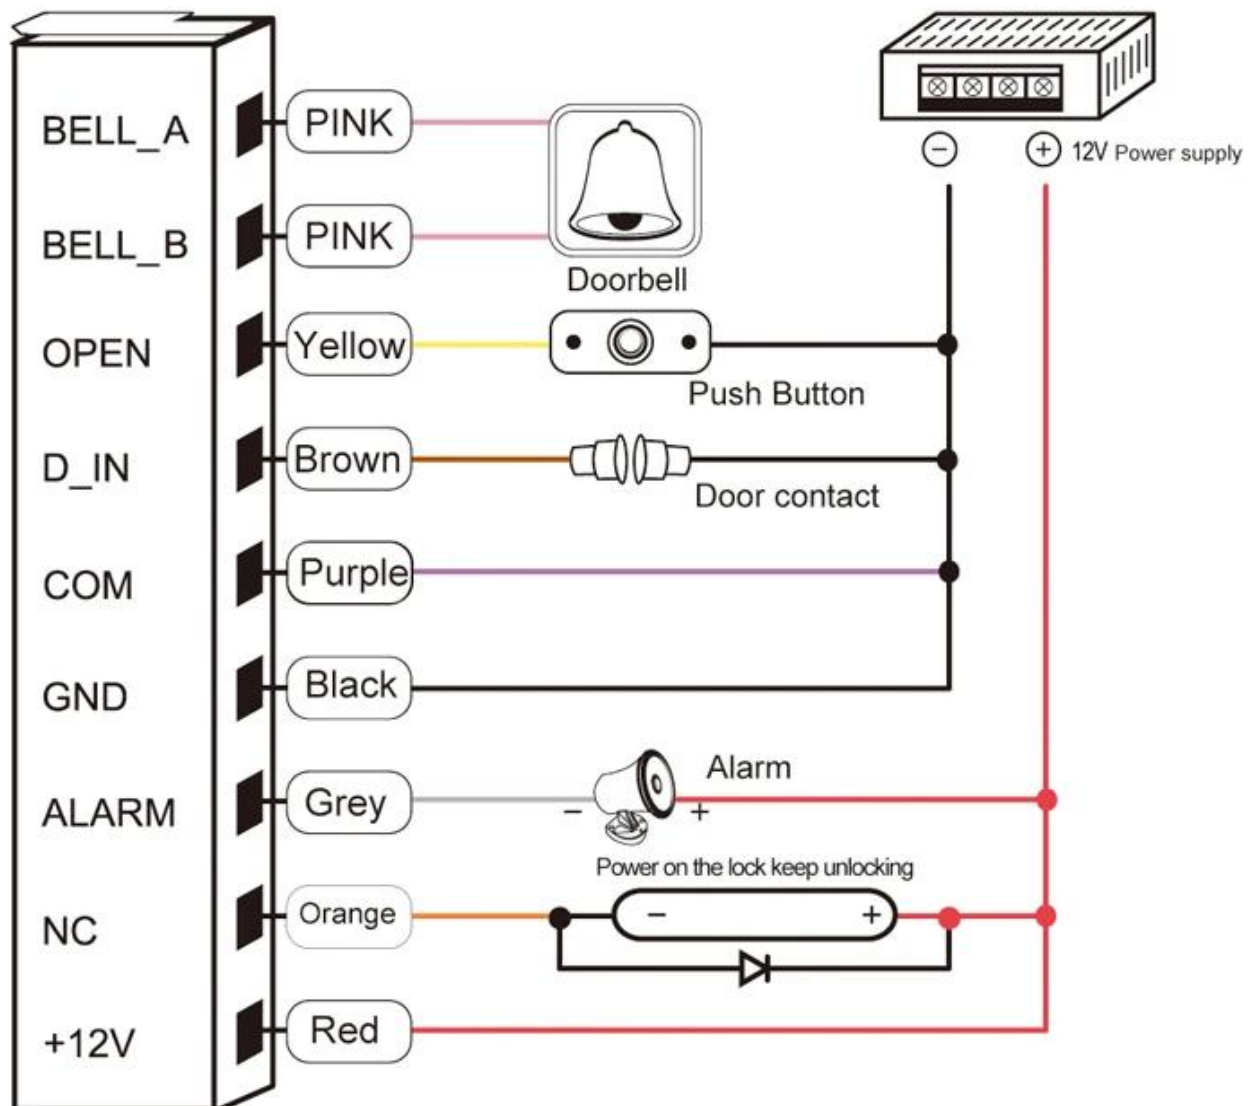 BELL_A PINK
− + 12V Power supply
BELL_B PINK
Doorbell
OPEN Yellow
Push Button
D_IN Brown
Door contact
COM Purple
GND Black
Alarm
ALARM Grey − +
Power on the lock keep unlocking
NC Orange − +
+12V Red